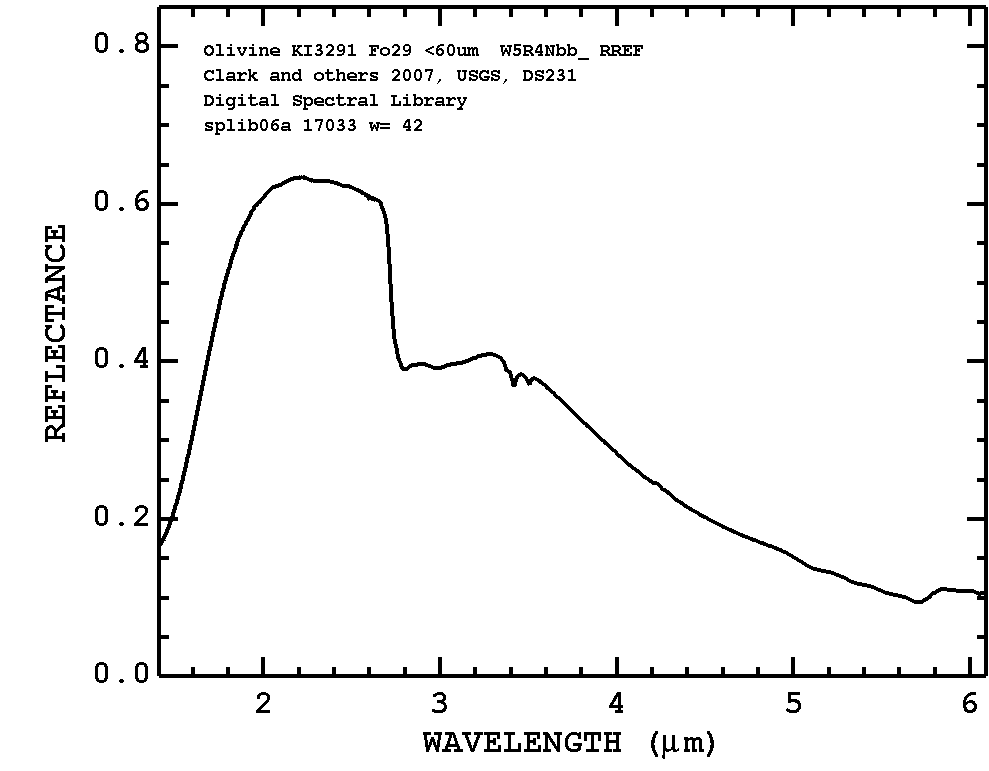 0.8
Olivine KI3291 Fo29 <60um W5R4Nbb_ RREF
Clark and others 2007, USGS, DS231
Digital Spectral Library
splib06a 17033 w= 42
0.6
0.4
0.2
0.0
REFLECTANCE
2 3 4 5 6
WAVELENGTH (μm)